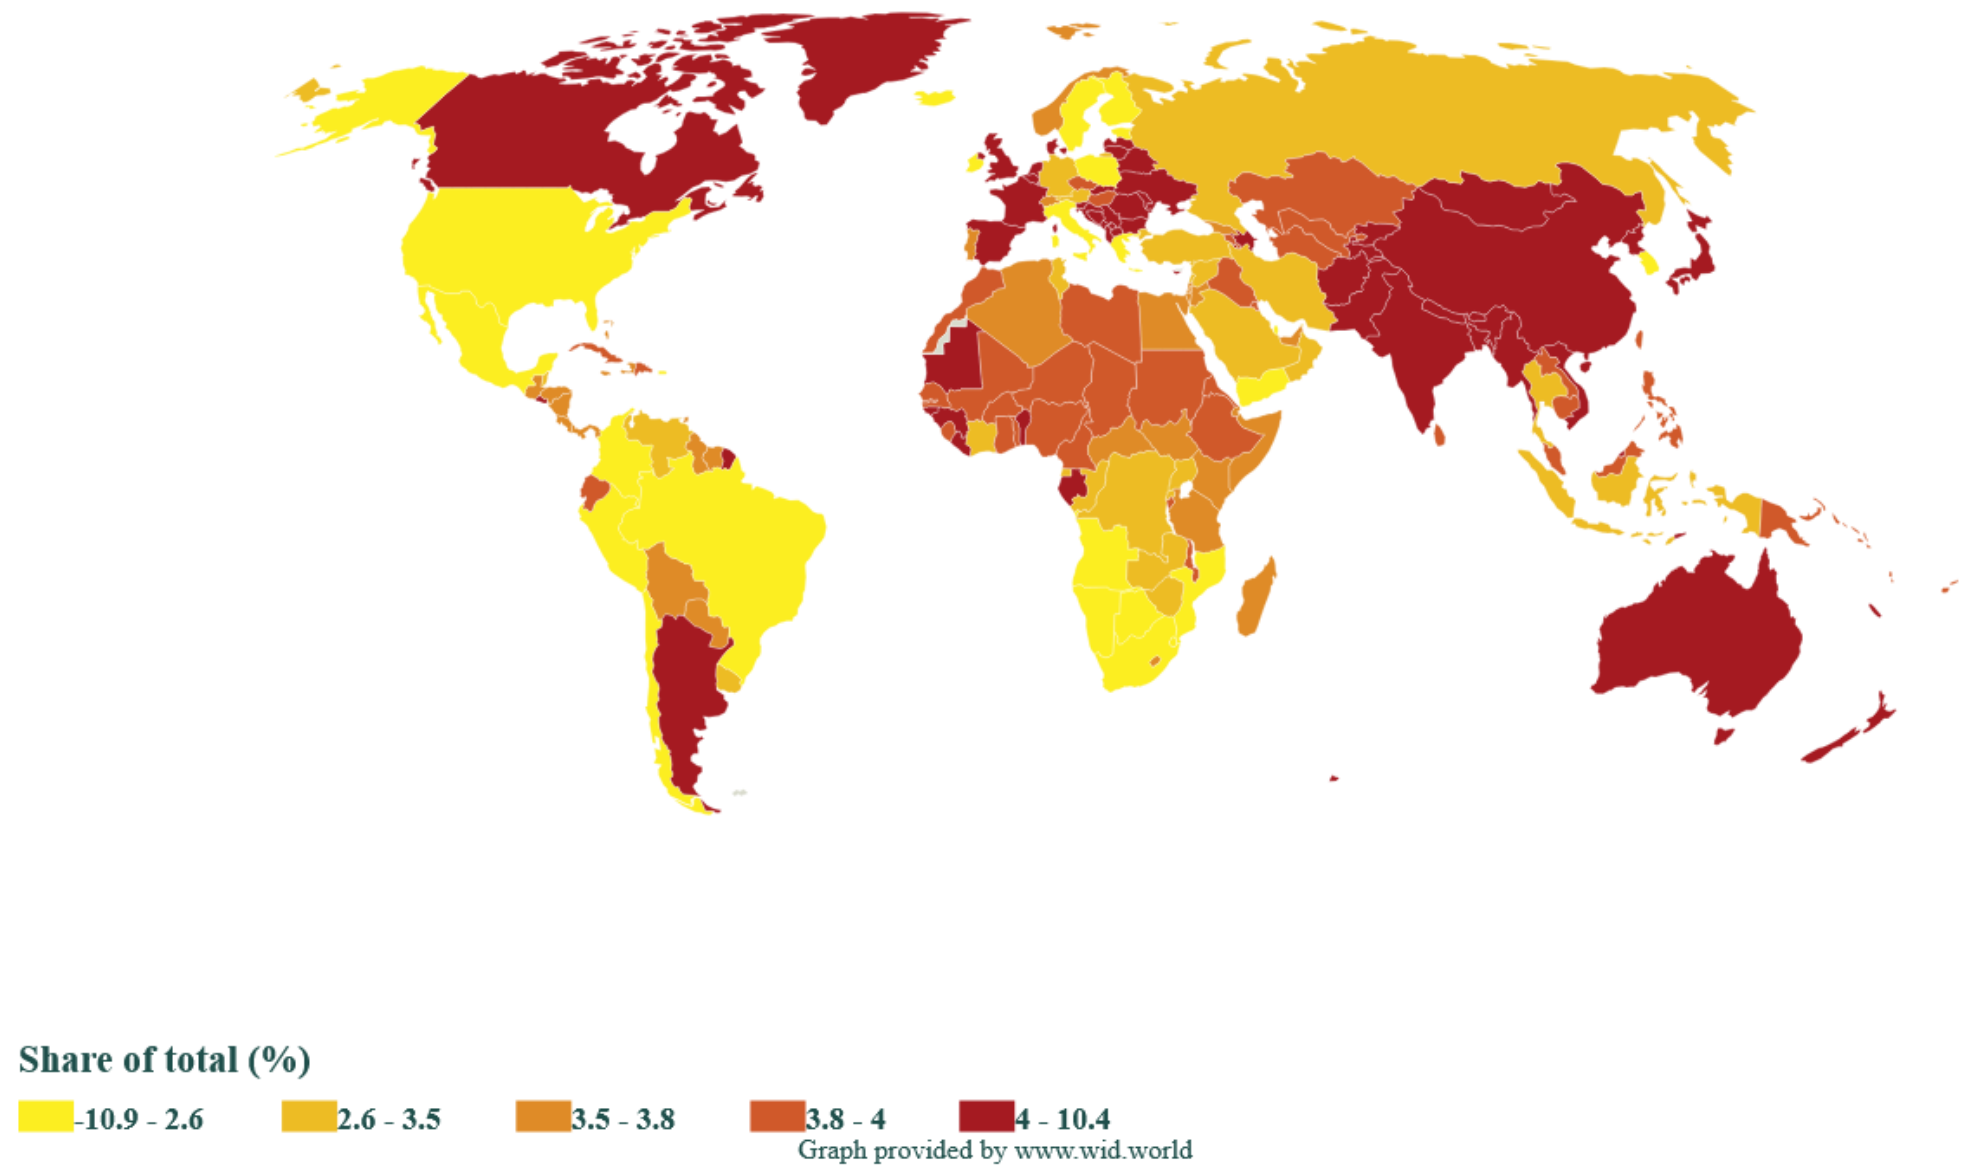 Share of total (%)
-10.9 - 2.6
2.6 - 3.5
3.5 - 3.8
3.8 - 4
4 - 10.4
Graph provided by www.wid.world